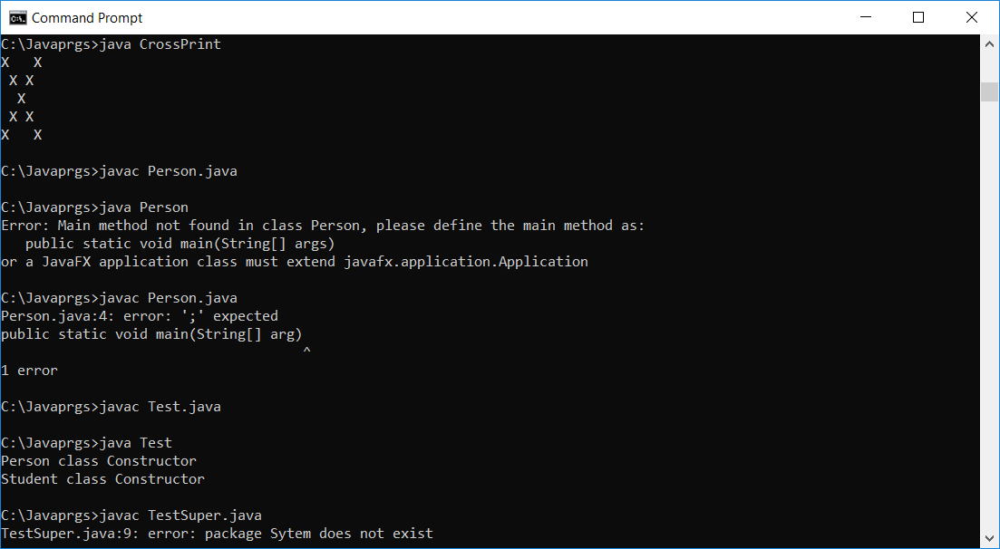 Command Prompt
C:\Javaprgs>java CrossPrint
X   X
 X X
  X
 X X
X   X
C:\Javaprgs>javac Person.java
C:\Javaprgs>java Person
Error: Main method not found in class Person, please define the main method as:
   public static void main(String[] args)
or a JavaFX application class must extend javafx.application.Application
C:\Javaprgs>javac Person.java
Person.java:4: error: ';' expected
public static void main(String[] arg)
                                     ^
1 error
C:\Javaprgs>javac Test.java
C:\Javaprgs>java Test
Person class Constructor
Student class Constructor
C:\Javaprgs>javac TestSuper.java
TestSuper.java:9: error: package Sytem does not exist